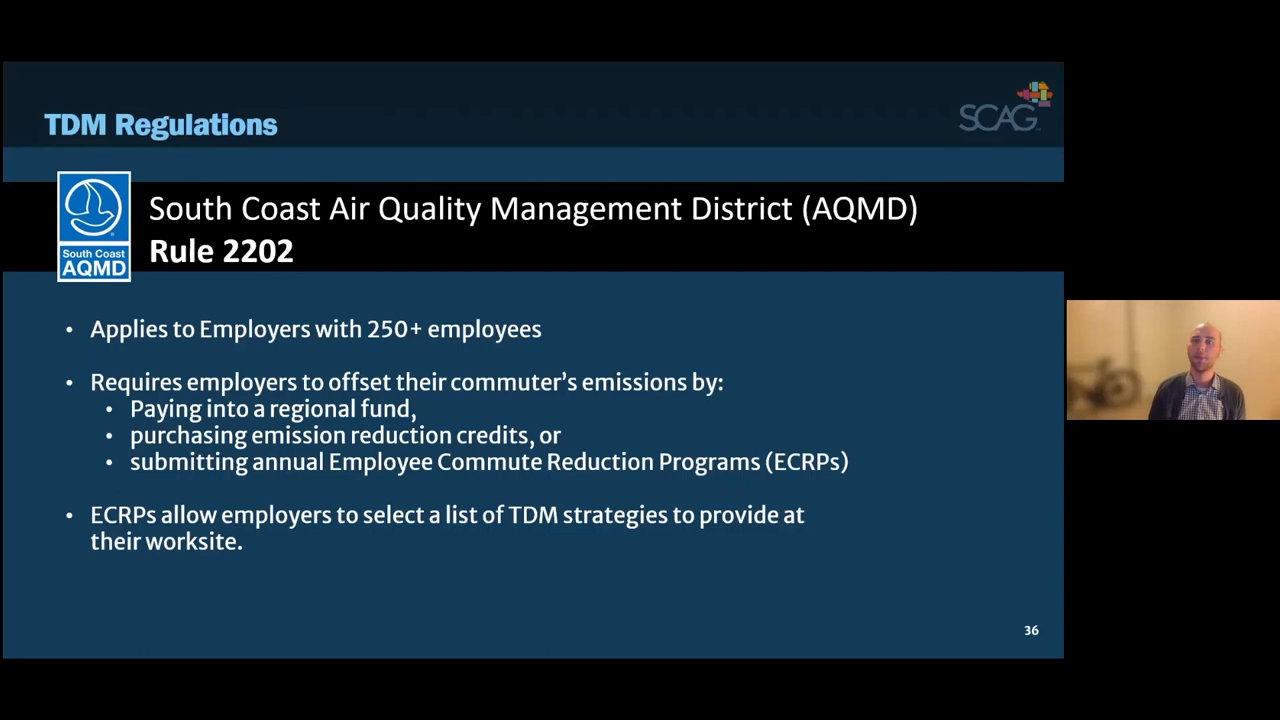 TDM Regulations
SCAG
South Coast
AQMD
South Coast Air Quality Management District (AQMD)
Rule 2202
• Applies to Employers with 250+ employees
• Requires employers to offset their commuter’s emissions by:
• Paying into a regional fund,
• purchasing emission reduction credits, or
• submitting annual Employee Commute Reduction Programs (ECRPs)
• ECRPs allow employers to select a list of TDM strategies to provide at
their worksite.
36